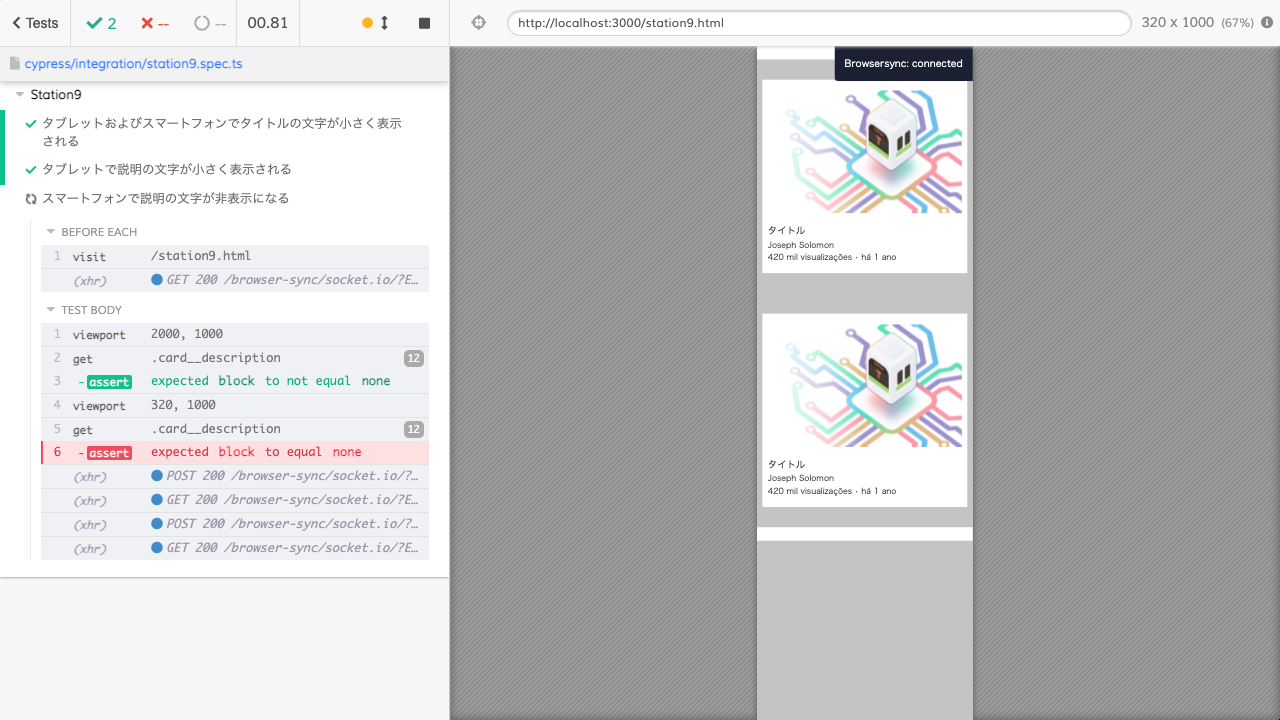 Tests
2
--
--
00.81
http://localhost:3000/station9.html
320 x 1000 (67%)
cypress/integration/station9.spec.ts
Browsersync: connected
Station9
タブレットおよびスマートフォンでタイトルの文字が小さく表示
される
タブレットで説明の文字が小さく表示される
スマートフォンで説明の文字が非表示になる
BEFORE EACH
1 visit /station9.html
(xhr) GET 200 /browser-sync/socket.io/?E…
TEST BODY
1 viewport 2000, 1000
2 get .card__description 12
3 -assert expected block to not equal none
4 viewport 320, 1000
5 get .card__description 12
6 -assert expected block to equal none
(xhr) POST 200 /browser-sync/socket.io/?…
(xhr) GET 200 /browser-sync/socket.io/?E…
(xhr) POST 200 /browser-sync/socket.io/?…
(xhr) GET 200 /browser-sync/socket.io/?E…
タイトル
Joseph Solomon
420 mil visualizações・há 1 ano
タイトル
Joseph Solomon
420 mil visualizações・há 1 ano